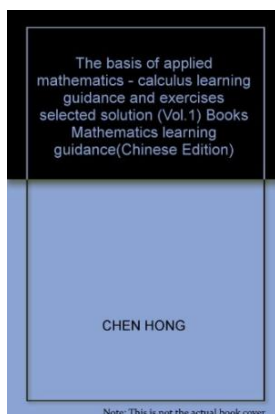 The basis of applied
mathematics - calculus learning
guidance and exercises
selected solution (Vol.1) Books
Mathematics learning
guidance(Chinese Edition)
CHEN HONG
Note: This is not the actual book cover